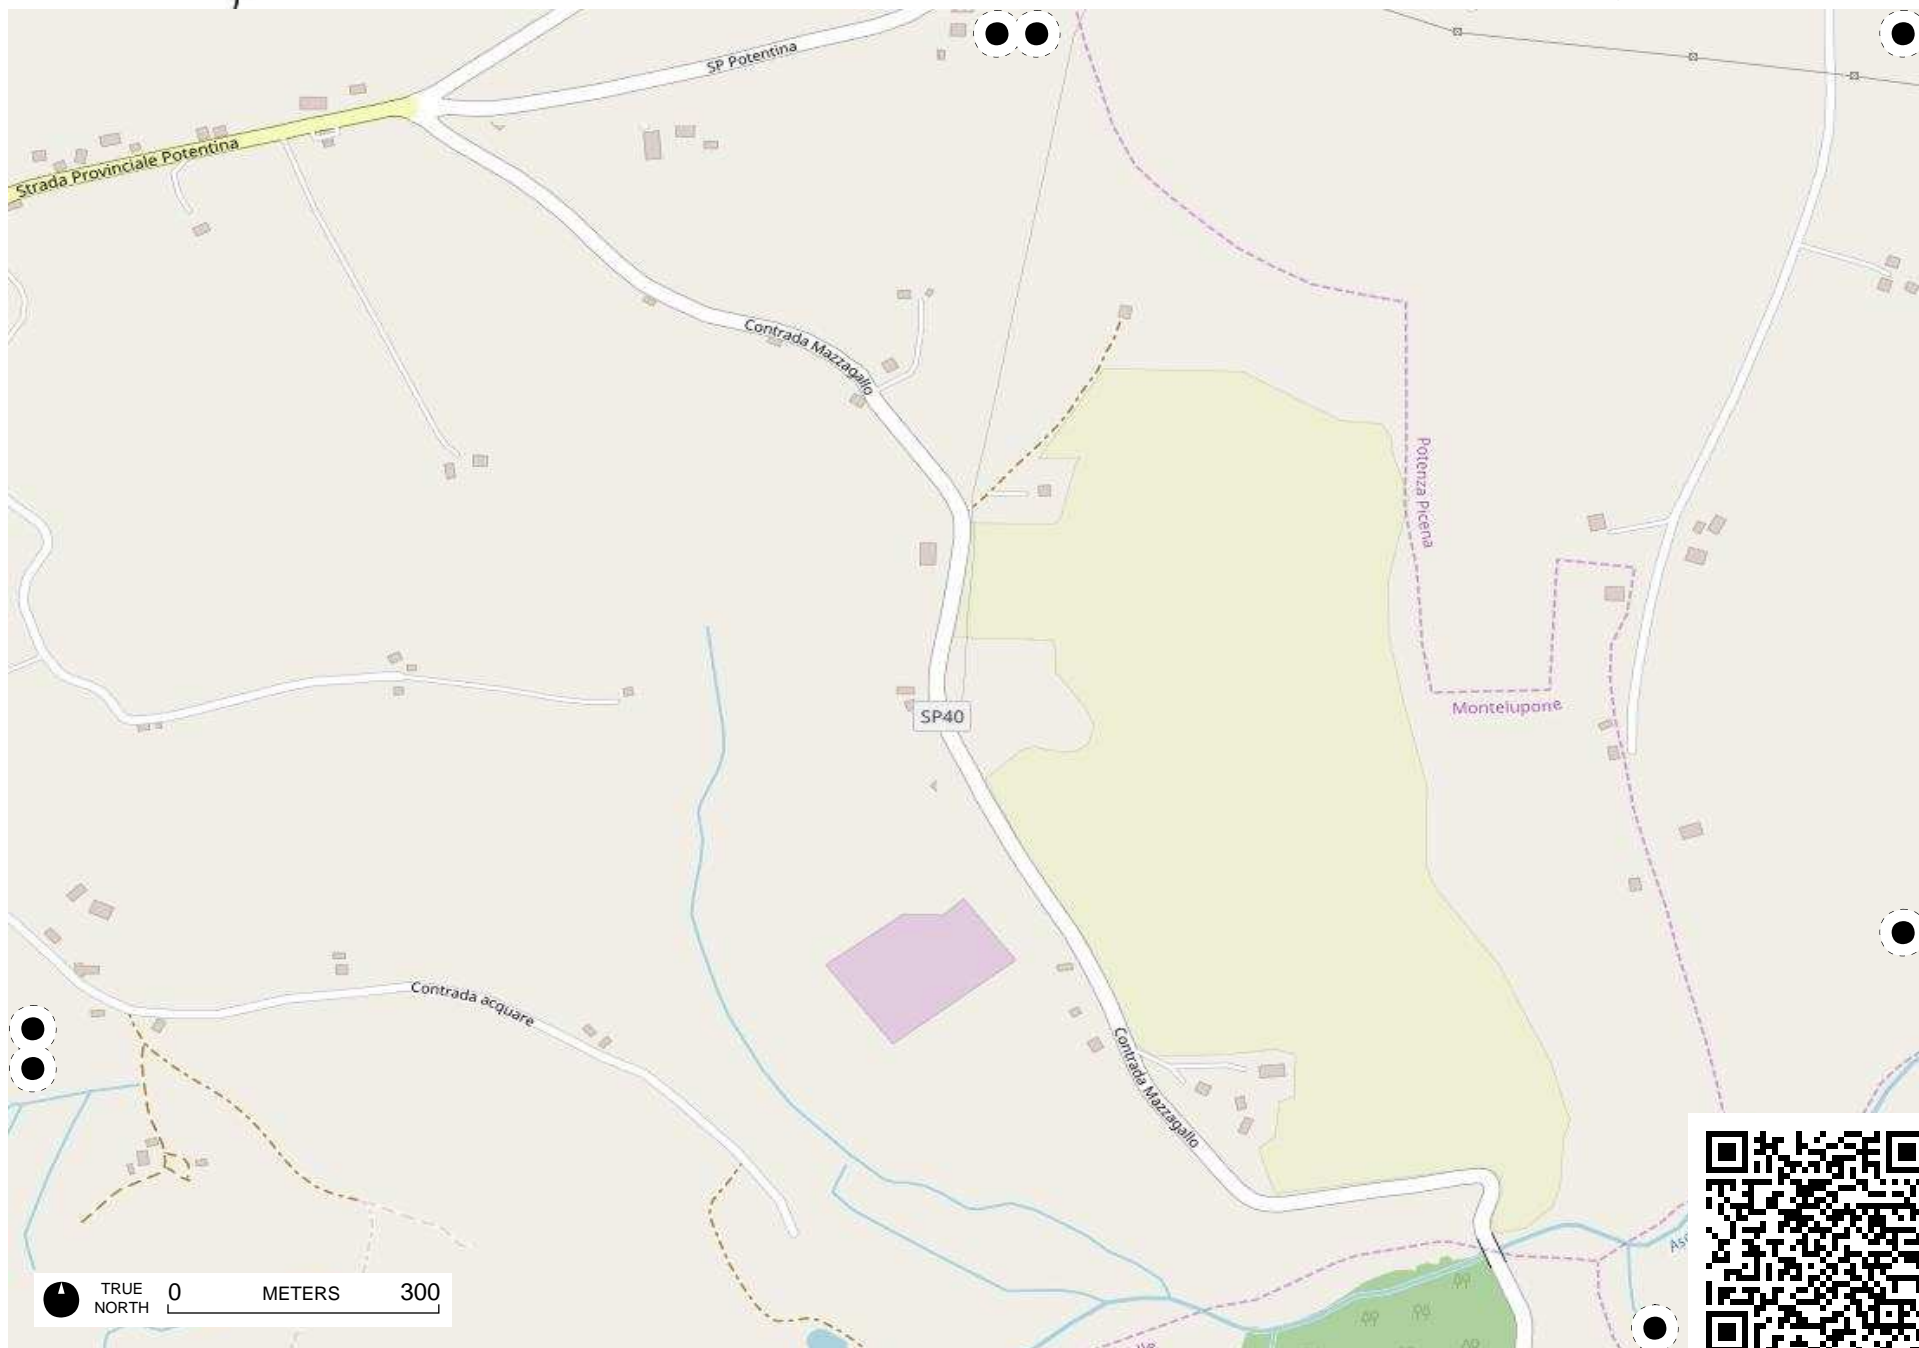 SP Potentina
Strada Provinciale Potentina
Contrada Mazzagallo
Potenza Picena
Montelupone
SP40
Contrada acquare
Contrada Mazzagallo
TRUE
NORTH
0 METERS 300